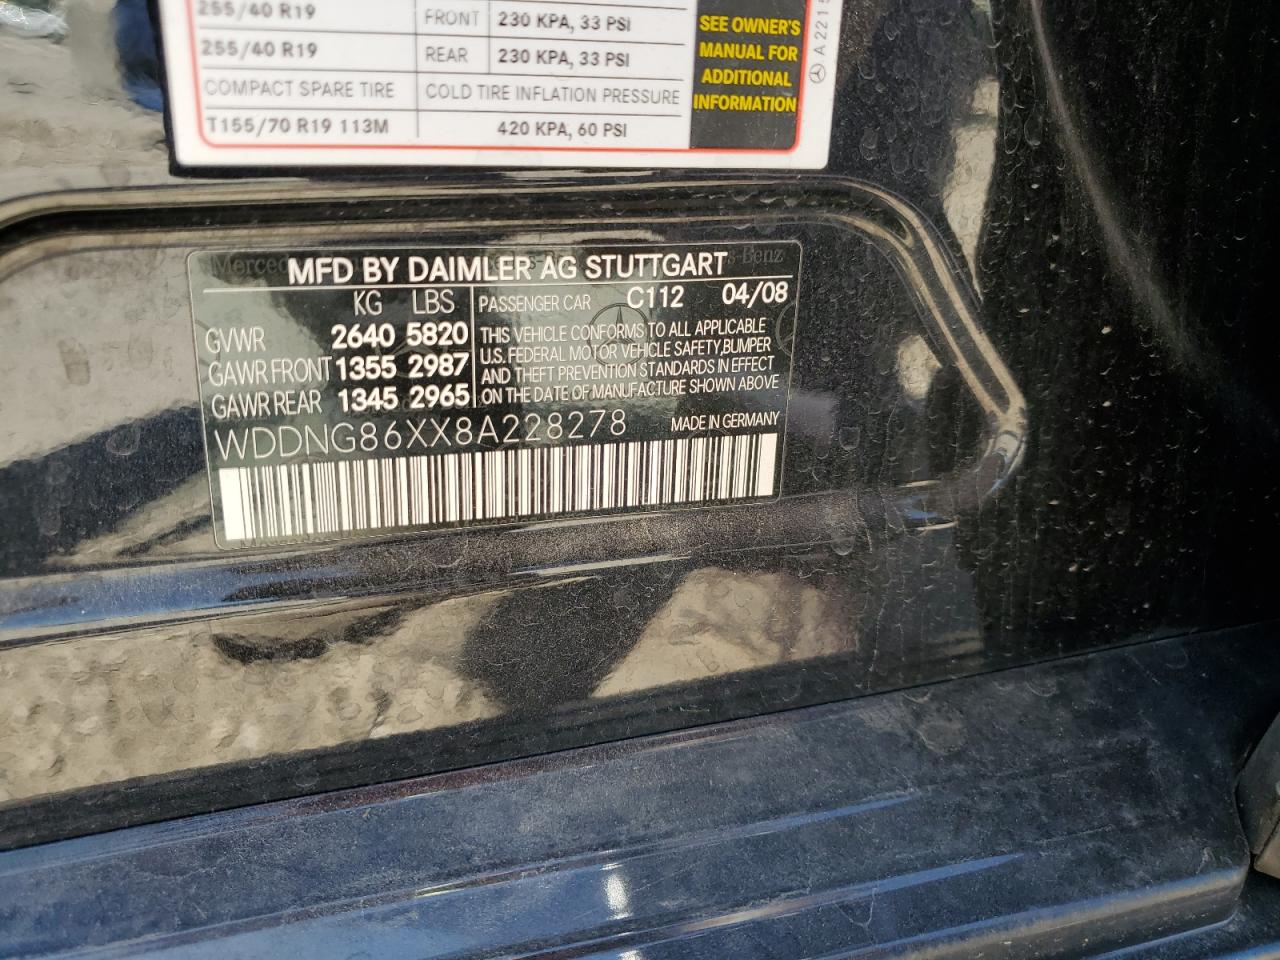 255/40 R19 FRONT 230 KPA, 33 PSI
255/40 R19 REAR 230 KPA, 33 PSI
COMPACT SPARE TIRE COLD TIRE INFLATION PRESSURE
T155/70 R19 113M 420 KPA, 60 PSI
SEE OWNER'S
MANUAL FOR
ADDITIONAL
INFORMATION
A 2215
MFD BY DAIMLER AG STUTTGART
KG LBS PASSENGER CAR C112 04/08
GVWR 2640 5820
GAWR FRONT 1355 2987
GAWR REAR 1345 2965
THIS VEHICLE CONFORMS TO ALL APPLICABLE
U.S. FEDERAL MOTOR VEHICLE SAFETY,BUMPER
AND THEFT PREVENTION STANDARDS IN EFFECT
ON THE DATE OF MANUFACTURE SHOWN ABOVE
WDDNG86XX8A228278 MADE IN GERMANY